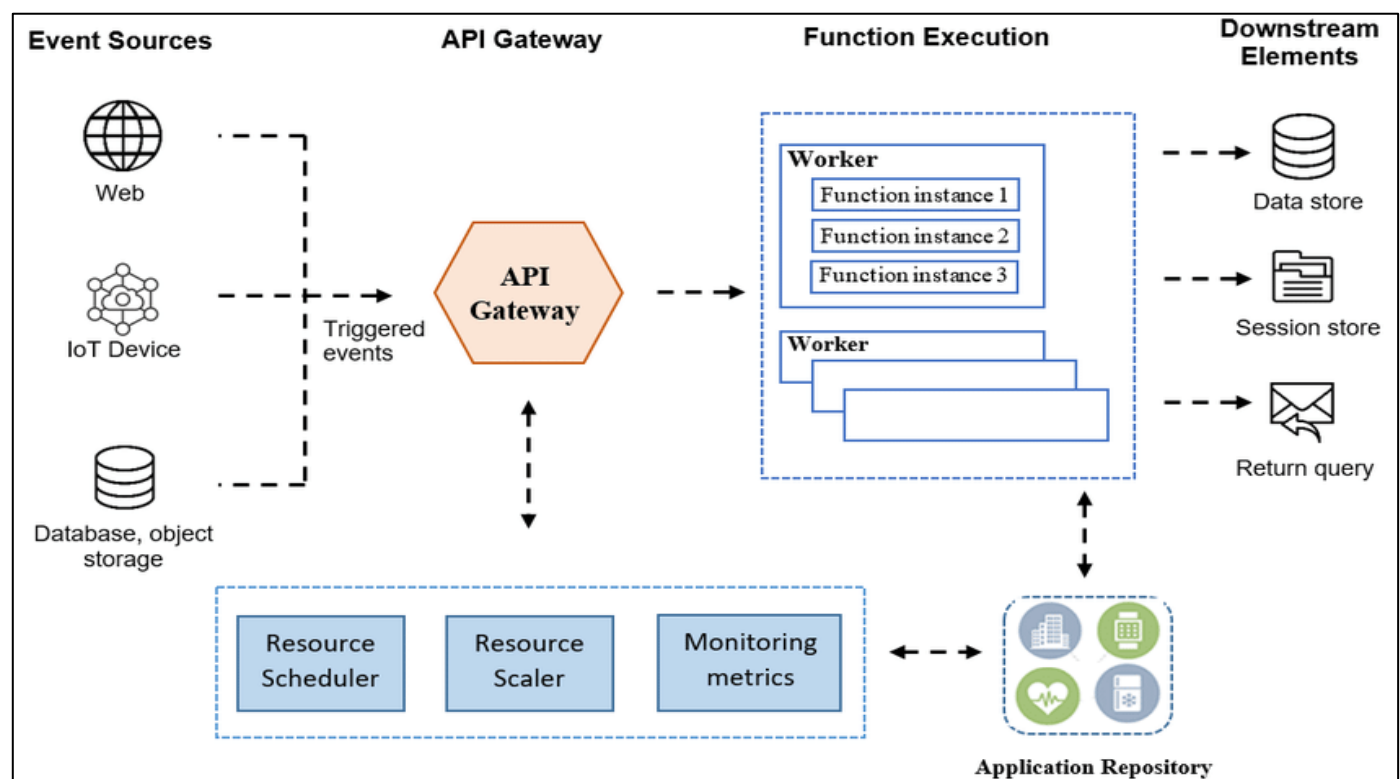 Event Sources
API Gateway
Function Execution
Downstream
Elements
Web
IoT Device
Database, object
storage
Triggered
events
API
Gateway
Worker
Function instance 1
Function instance 2
Function instance 3
Worker
Data store
Session store
Return query
Resource
Scheduler
Resource
Scaler
Monitoring
metrics
Application Repository